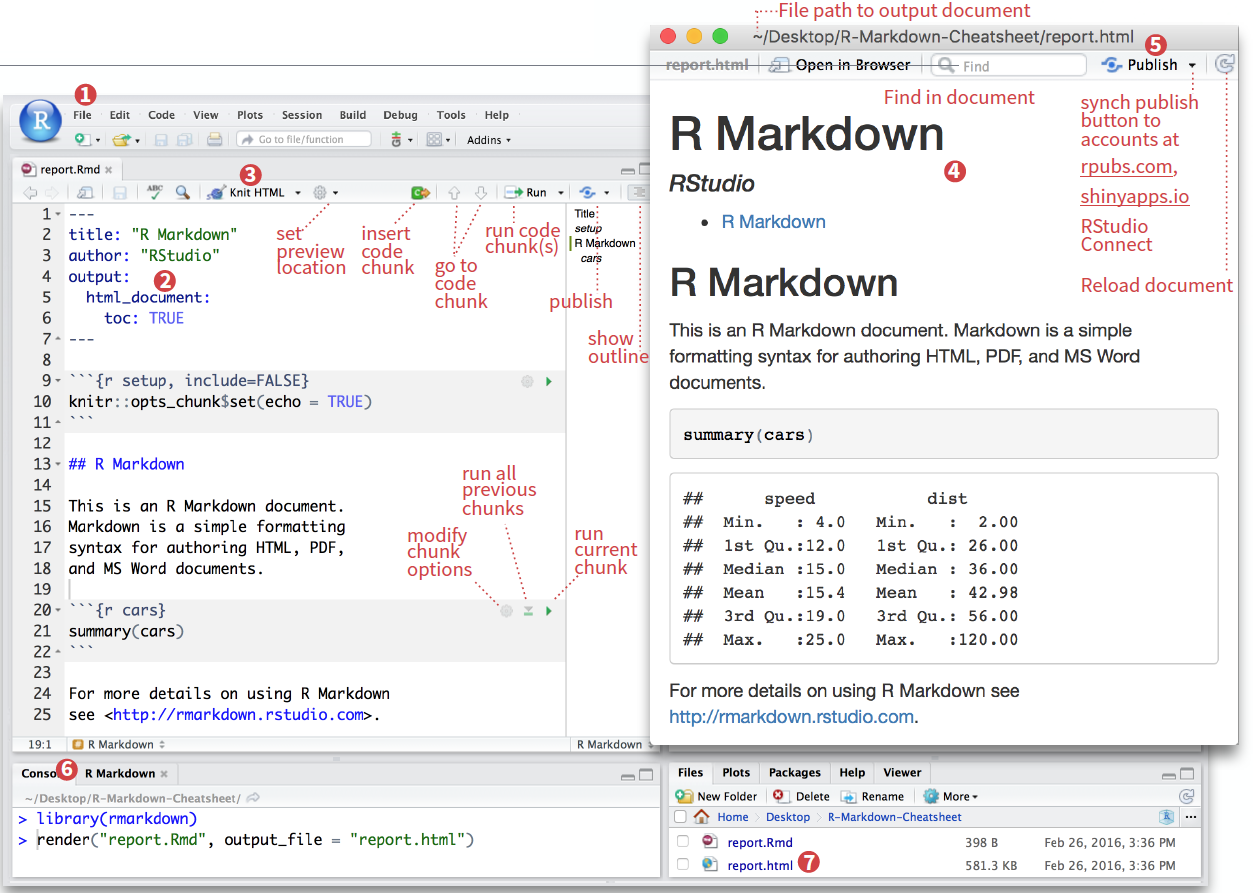 File path to output document
~/Desktop/R-Markdown-Cheatsheet/report.html
5
report.html Open in Browser Find Publish
Find in document
synch publish
button to
accounts at
rpubs.com,
shinyapps.io
RStudio
Connect
Reload document
R Markdown
4
RStudio
• R Markdown
R Markdown
This is an R Markdown document. Markdown is a simple
formatting syntax for authoring HTML, PDF, and MS Word
documents.
summary(cars)
## speed dist
## Min. : 4.0 Min. : 2.00
## 1st Qu.:12.0 1st Qu.: 26.00
## Median :15.0 Median : 36.00
## Mean :15.4 Mean : 42.98
## 3rd Qu.:19.0 3rd Qu.: 56.00
## Max. :25.0 Max. :120.00
For more details on using R Markdown see
http://rmarkdown.rstudio.com.
1
R
File Edit Code View Plots Session Build Debug Tools Help
Go to file/function Addins
report.Rmd
3
ABC Knit HTML C Run
set
preview
location
insert
code
chunk
go to
code
chunk
run code
chunk(s)
publish
show
outline
Title
setup
R Markdown
cars
1 ---
2 title: "R Markdown"
3 author: "RStudio"
4 output: 2
5 html_document:
6 toc: TRUE
7 ---
8
9 ```{r setup, include=FALSE}
10 knitr::opts_chunk$set(echo = TRUE)
11 ```
12
13 ## R Markdown
14
15 This is an R Markdown document.
16 Markdown is a simple formatting
17 syntax for authoring HTML, PDF,
18 and MS Word documents.
19
20 ```{r cars}
21 summary(cars)
22 ```
23
24 For more details on using R Markdown
25 see <http://rmarkdown.rstudio.com>.
run all
previous
chunks
modify
chunk
options
run
current
chunk
19:1 R Markdown R Markdown
Conso 6 R Markdown
~/Desktop/R-Markdown-Cheatsheet/
> library(rmarkdown)
> render("report.Rmd", output_file = "report.html")
Files Plots Packages Help Viewer
New Folder Delete Rename More
Home Desktop R-Markdown-Cheatsheet ...
report.Rmd 398 B Feb 26, 2016, 3:36 PM
report.html 7 581.3 KB Feb 26, 2016, 3:36 PM